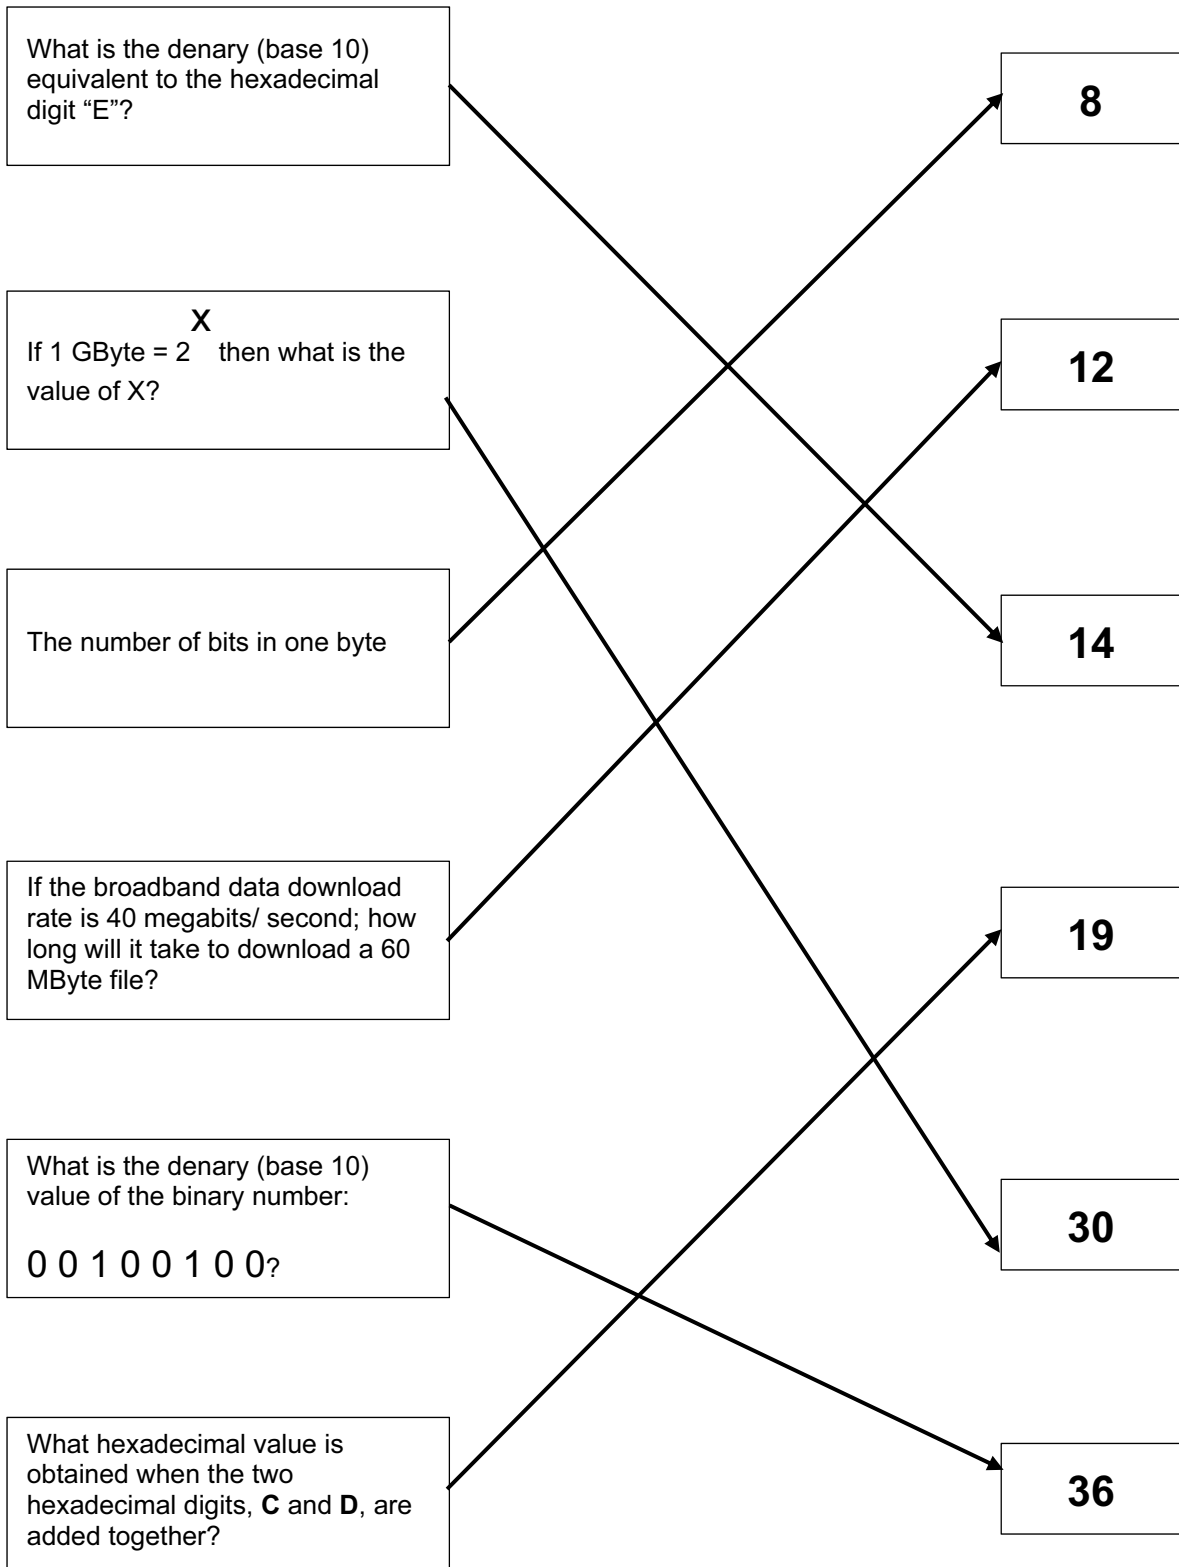 What is the denary (base 10)
equivalent to the hexadecimal
digit “E”?
8
If 1 GByte = 2^X then what is the
value of X?
12
The number of bits in one byte
14
If the broadband data download
rate is 40 megabits/ second; how
long will it take to download a 60
MByte file?
19
What is the denary (base 10)
value of the binary number:
0 0 1 0 0 1 0 0?
30
What hexadecimal value is
obtained when the two
hexadecimal digits, C and D, are
added together?
36